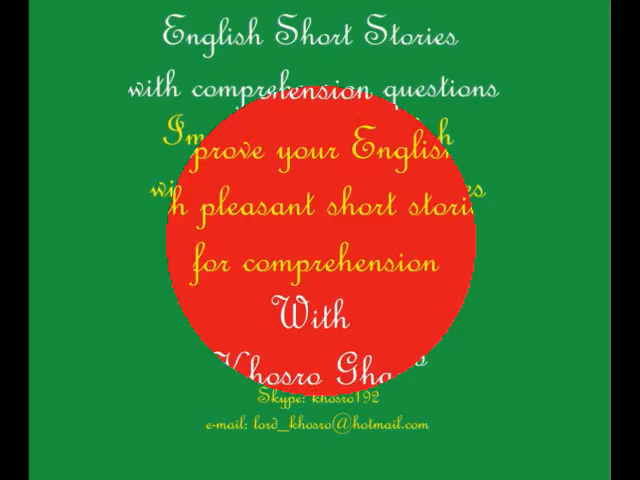 English Short Stories
with comprehension questions
Improve your English
with pleasant short stories
for comprehension
With
Khosro
Skype: khosro192
e-mail: lord_khosro@hotmail.com